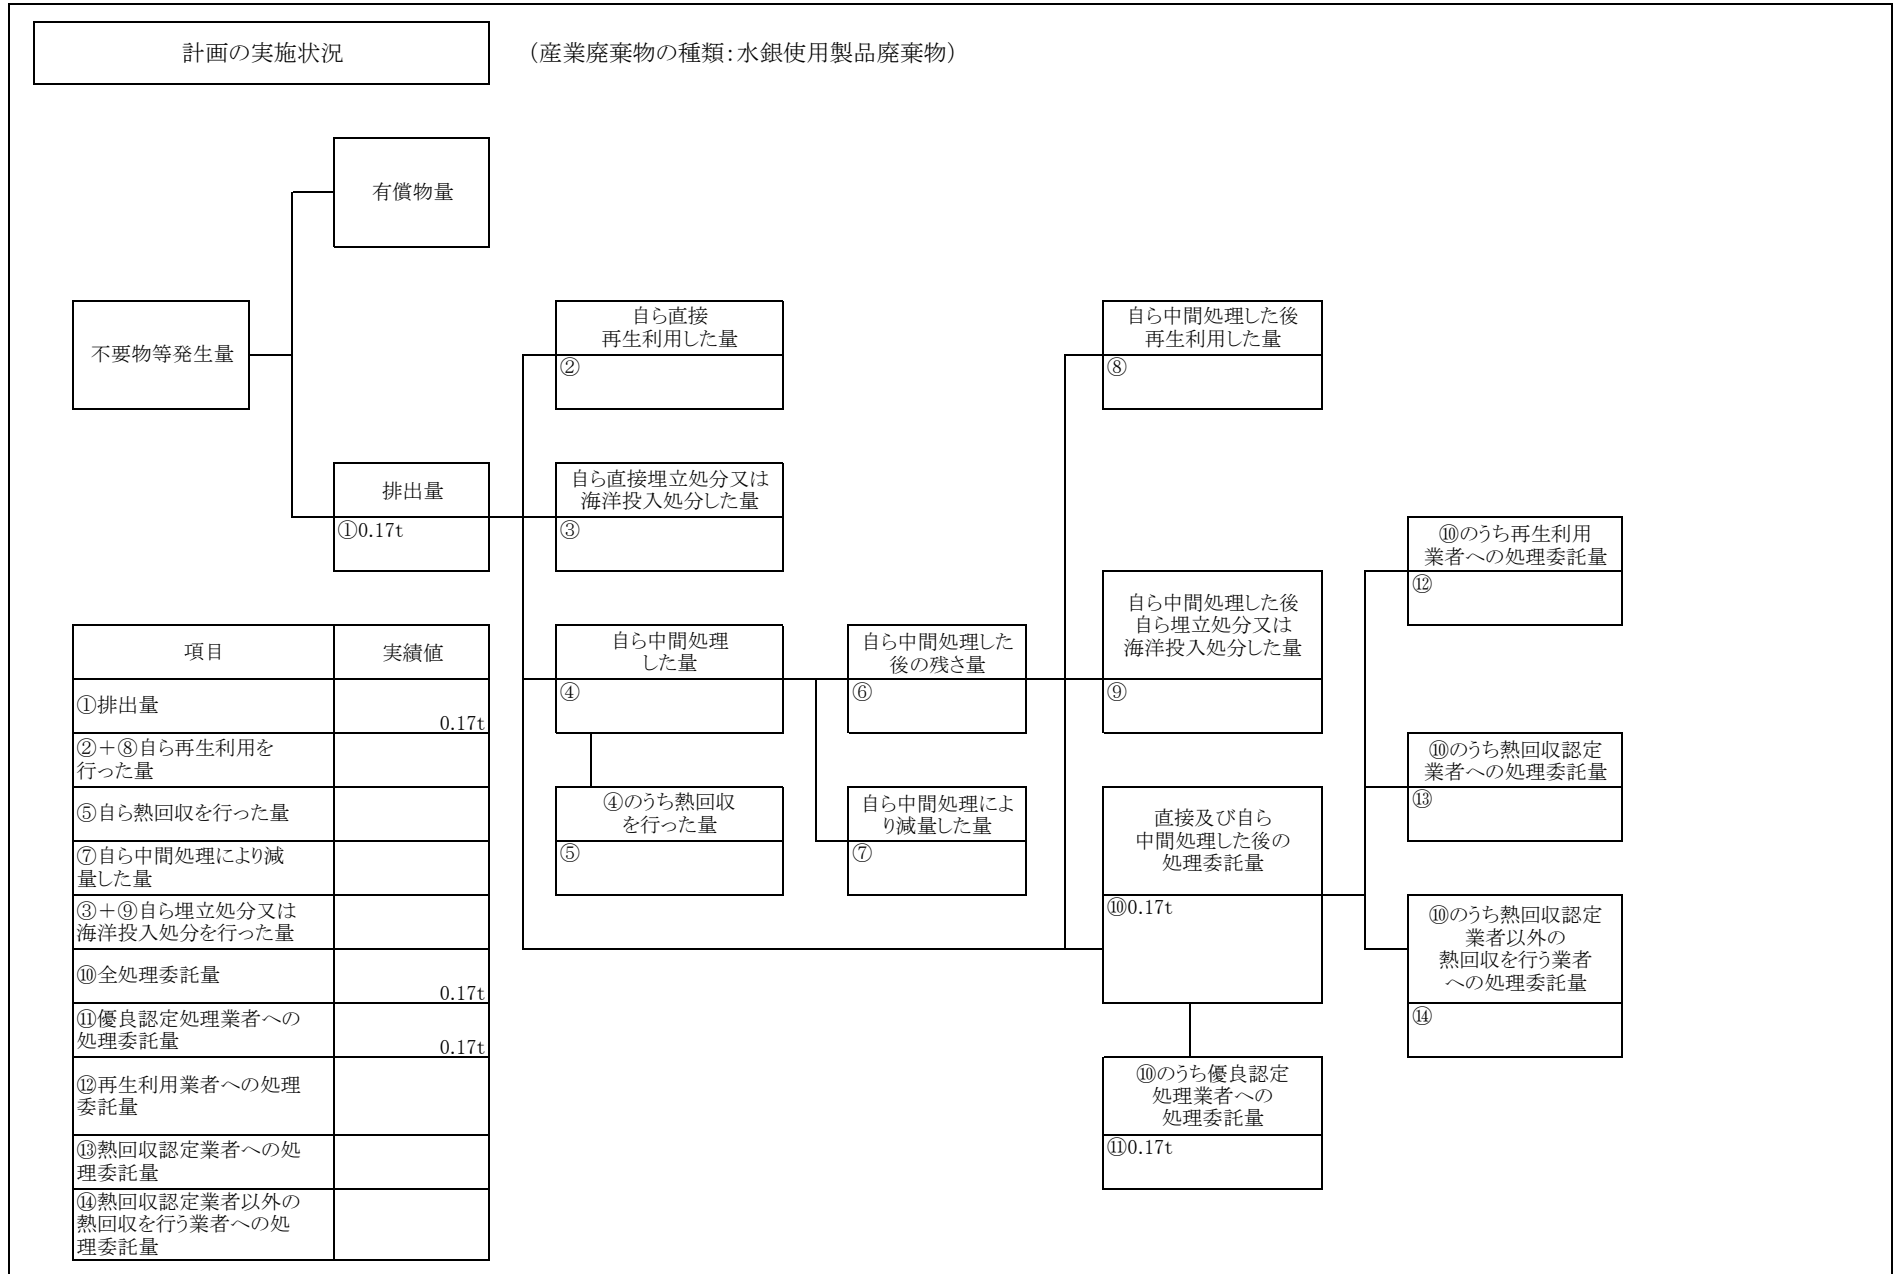 計画の実施状況
（産業廃棄物の種類：水銀使用製品廃棄物）
有償物量
不要物等発生量
排出量
①0.17t
自ら直接
再生利用した量
②
自ら直接埋立処分又は
海洋投入処分した量
③
自ら中間処理
した量
④
④のうち熱回収
を行った量
⑤
自ら中間処理した
後の残さ量
⑥
自ら中間処理によ
り減量した量
⑦
自ら中間処理した後
再生利用した量
⑧
自ら中間処理した後
自ら埋立処分又は
海洋投入処分した量
⑨
直接及び自ら
中間処理した後の
処理委託量
⑩0.17t
⑩のうち優良認定
処理業者への
処理委託量
⑪0.17t
⑩のうち再生利用
業者への処理委託量
⑫
⑩のうち熱回収認定
業者への処理委託量
⑬
⑩のうち熱回収認定
業者以外の
熱回収を行う業者
への処理委託量
⑭
項目 実績値
①排出量
0.17t
②＋⑧自ら再生利用を
行った量
⑤自ら熱回収を行った量
⑦自ら中間処理により減
量した量
③＋⑨自ら埋立処分又は
海洋投入処分を行った量
⑩全処理委託量
0.17t
⑪優良認定処理業者への
処理委託量
0.17t
⑫再生利用業者への処理
委託量
⑬熱回収認定業者への処
理委託量
⑭熱回収認定業者以外の
熱回収を行う業者への処
理委託量